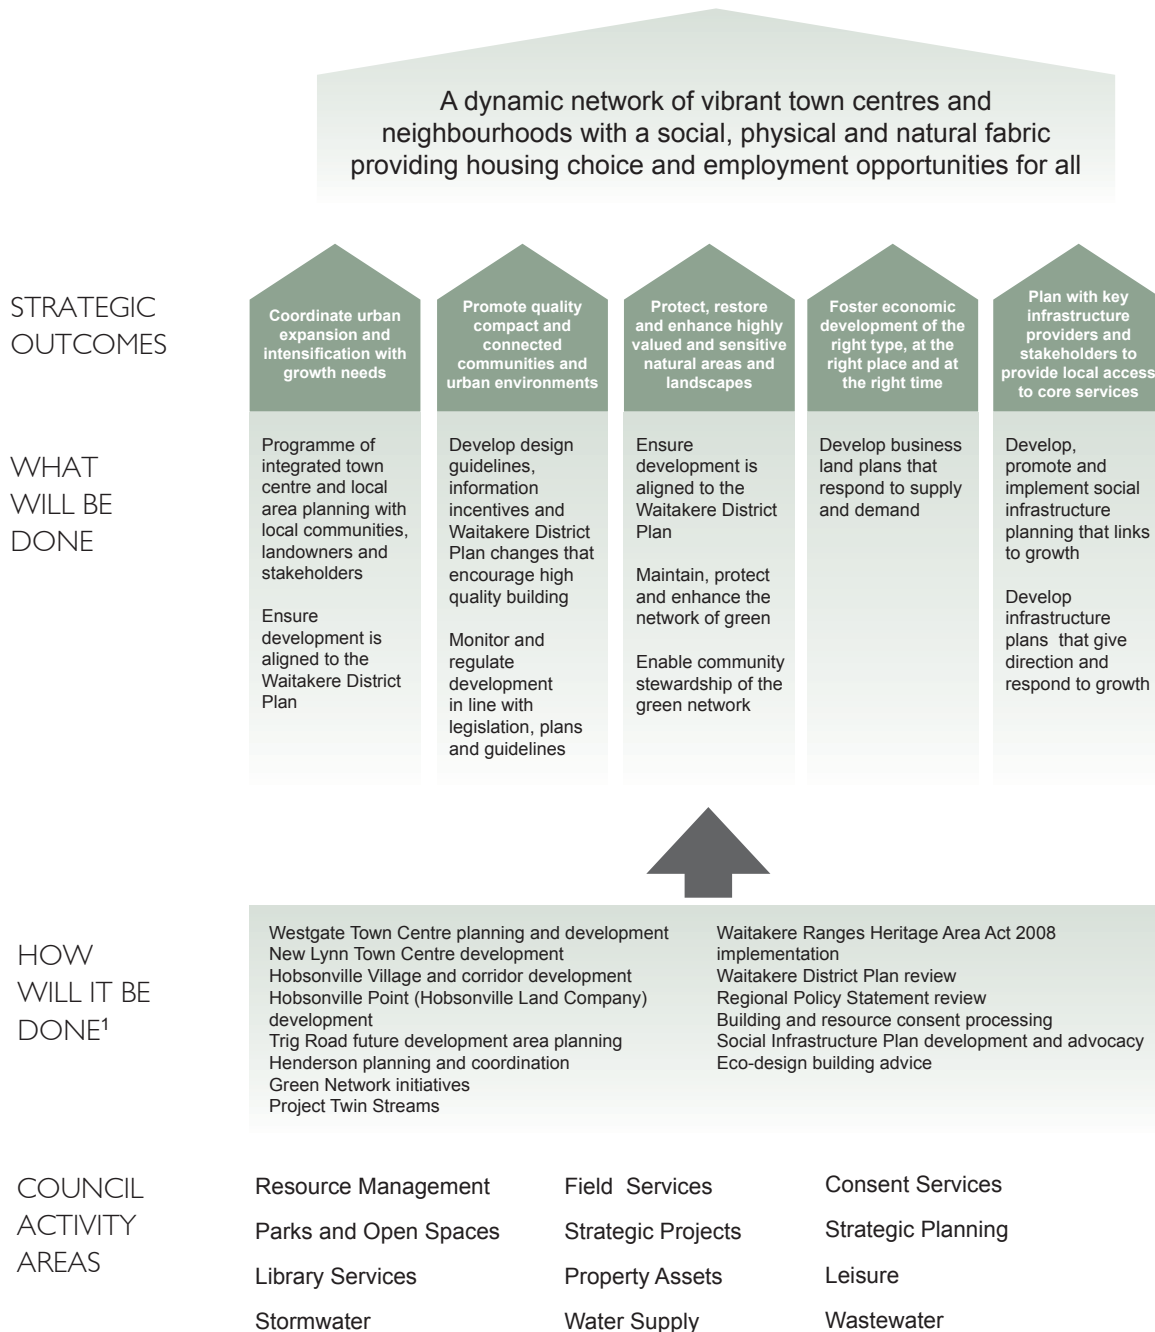 A dynamic network of vibrant town centres and
neighbourhoods with a social, physical and natural fabric
providing housing choice and employment opportunities for all
STRATEGIC
OUTCOMES
Coordinate urban
expansion and
intensification with
growth needs
Promote quality
compact and
connected
communities and
urban environments
Protect, restore
and enhance highly
valued and sensitive
natural areas and
landscapes
Foster economic
development of the
right type, at the
right place and at
the right time
Plan with key
infrastructure
providers and
stakeholders to
provide local access
to core services
WHAT
WILL BE
DONE
Programme of
integrated town
centre and local
area planning with
local communities,
landowners and
stakeholders
Ensure
development is
aligned to the
Waitakere District
Plan
Develop design
guidelines,
information
incentives and
Waitakere District
Plan changes that
encourage high
quality building
Monitor and
regulate
development
in line with
legislation, plans
and guidelines
Ensure
development is
aligned to the
Waitakere District
Plan
Maintain, protect
and enhance the
network of green
Enable community
stewardship of the
green network
Develop business
land plans that
respond to supply
and demand
Develop,
promote and
implement social
infrastructure
planning that links
to growth
Develop
infrastructure
plans that give
direction and
respond to growth
HOW
WILL IT BE
DONE¹
Westgate Town Centre planning and development
New Lynn Town Centre development
Hobsonville Village and corridor development
Hobsonville Point (Hobsonville Land Company)
development
Trig Road future development area planning
Henderson planning and coordination
Green Network initiatives
Project Twin Streams
Waitakere Ranges Heritage Area Act 2008
implementation
Waitakere District Plan review
Regional Policy Statement review
Building and resource consent processing
Social Infrastructure Plan development and advocacy
Eco-design building advice
COUNCIL
ACTIVITY
AREAS
Resource Management
Parks and Open Spaces
Library Services
Stormwater
Field Services
Strategic Projects
Property Assets
Water Supply
Consent Services
Strategic Planning
Leisure
Wastewater